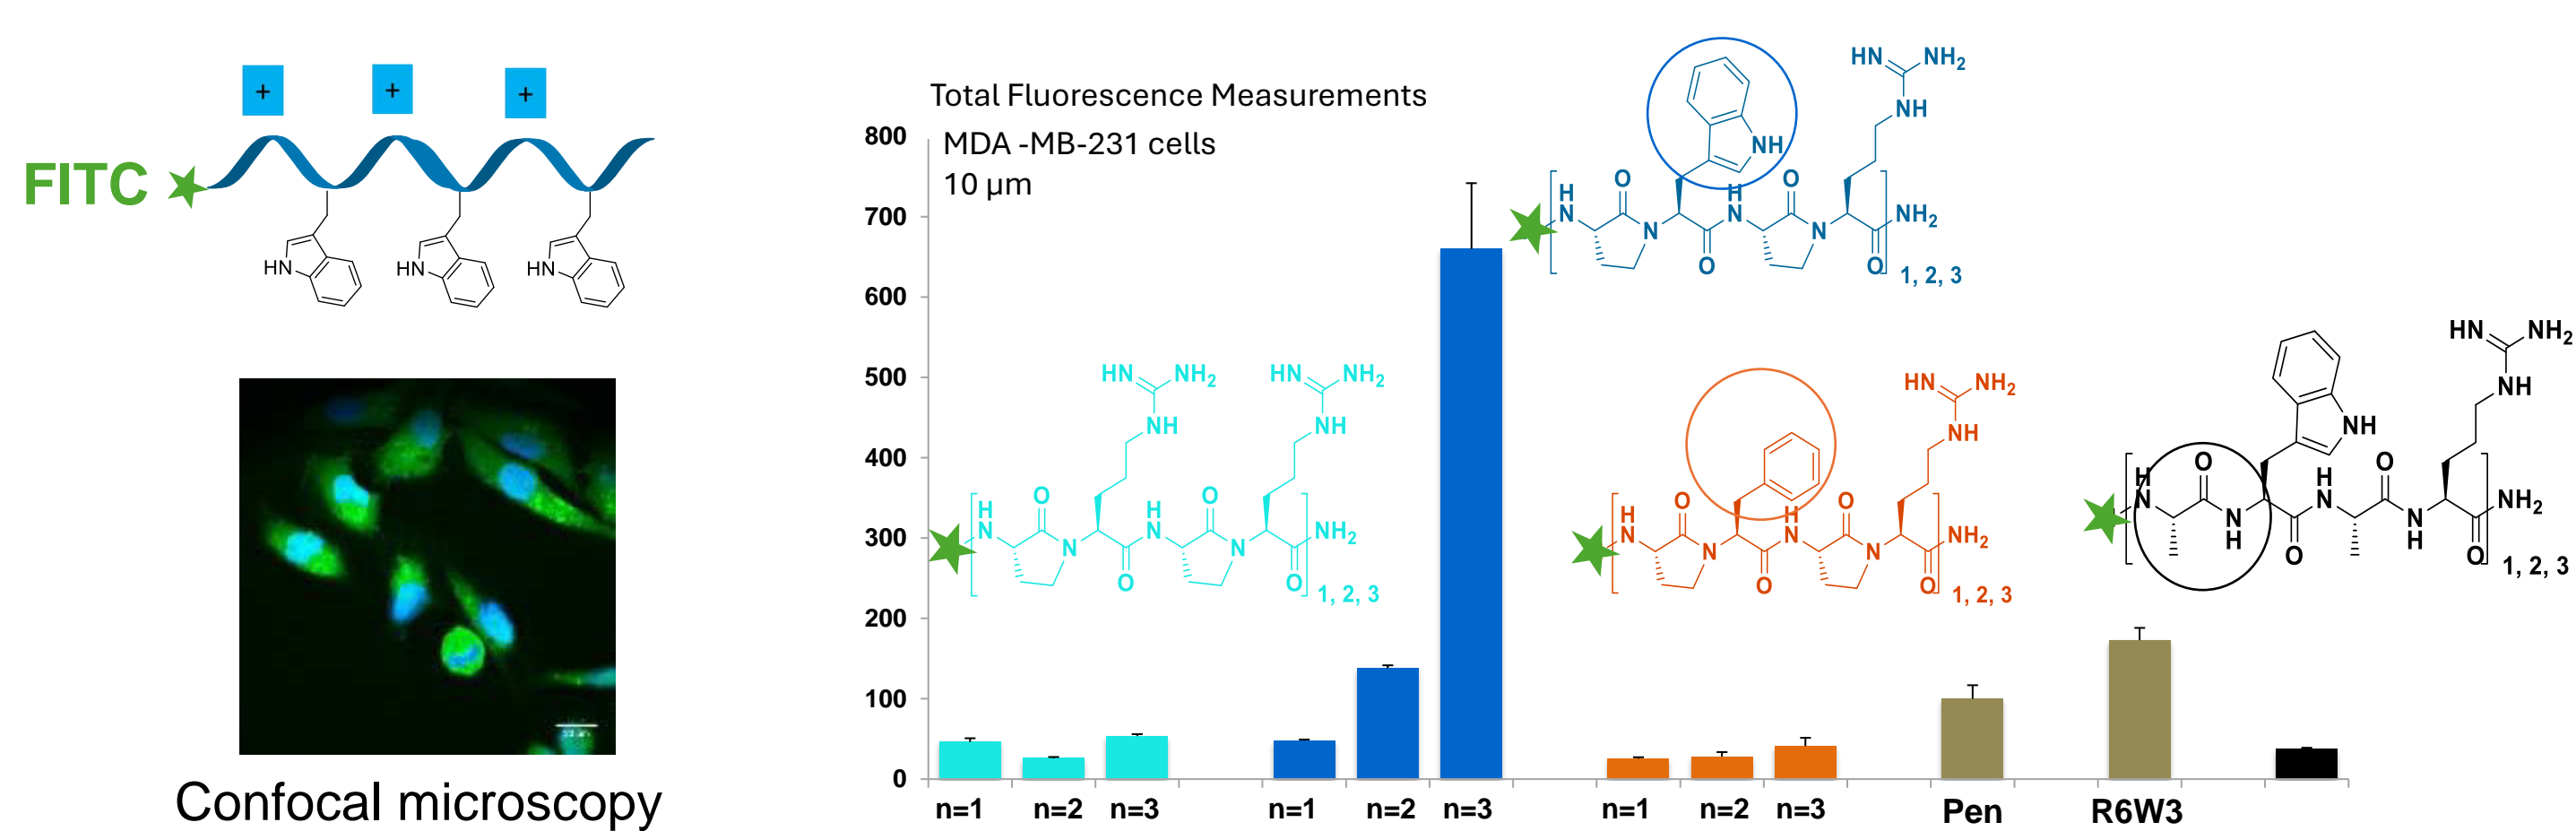 + + +
FITC
HN HN HN
Confocal microscopy
Total Fluorescence Measurements
MDA -MB-231 cells
10 µm
800
700
600
500
400
300
200
100
0
HN NH2
NH
NH
H O H O
N N N N NH2
O O
1, 2, 3
HN NH2 HN NH2
NH NH
H O H O
N N N N NH2
O O
1, 2, 3
HN NH2
NH
H O H O
N N N N NH2
O O
1, 2, 3
HN NH2
NH
NH
H O H O
N N N N NH2
H O H O
1, 2, 3
n=1 n=2 n=3 n=1 n=2 n=3 n=1 n=2 n=3 Pen R6W3